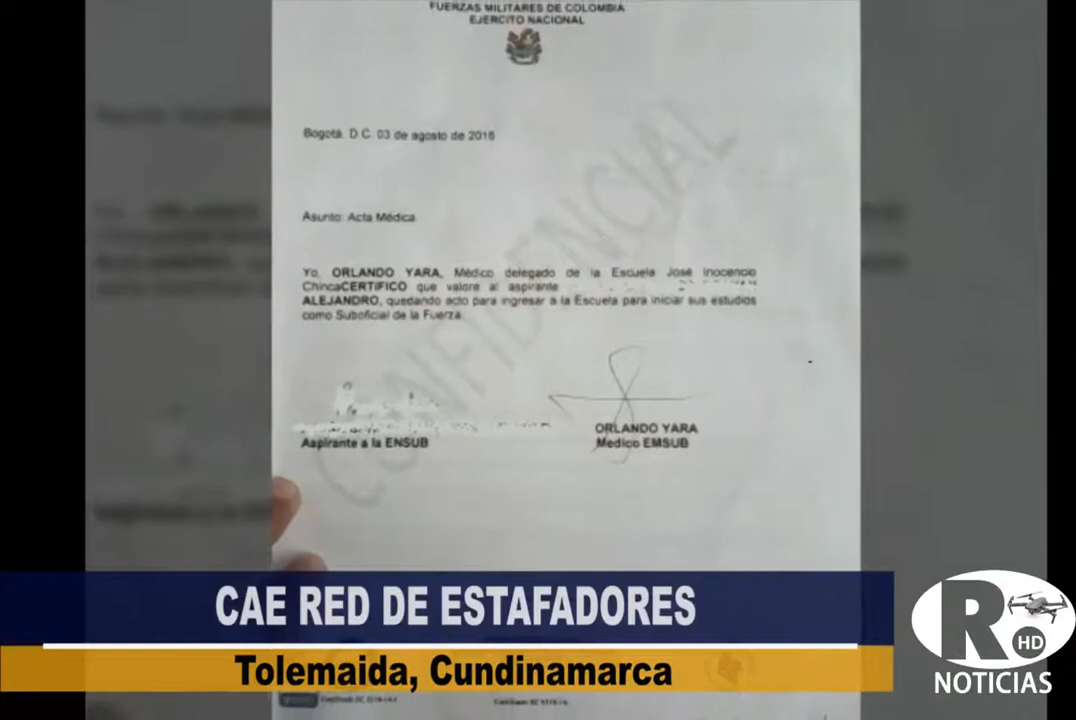 FUERZAS MILITARES DE COLOMBIA
EJERCITO NACIONAL
Bogotá. D.C. 03 de agosto de 2016
Asunto: Acta Médica
Yo, ORLANDO YARA, Médico delegado de la Escuela José Inocencio
ChincaCERTIFICO que valore al aspirante
ALEJANDRO, quedando acto para ingresar a la Escuela para iniciar sus estudios
como Suboficial de la Fuerza.
CONFIDENCIAL
ORLANDO YARA
Aspirante a la ENSUB Medico EMSUB
CAE RED DE ESTAFADORES
Tolemaida, Cundinamarca
R HD
NOTICIAS